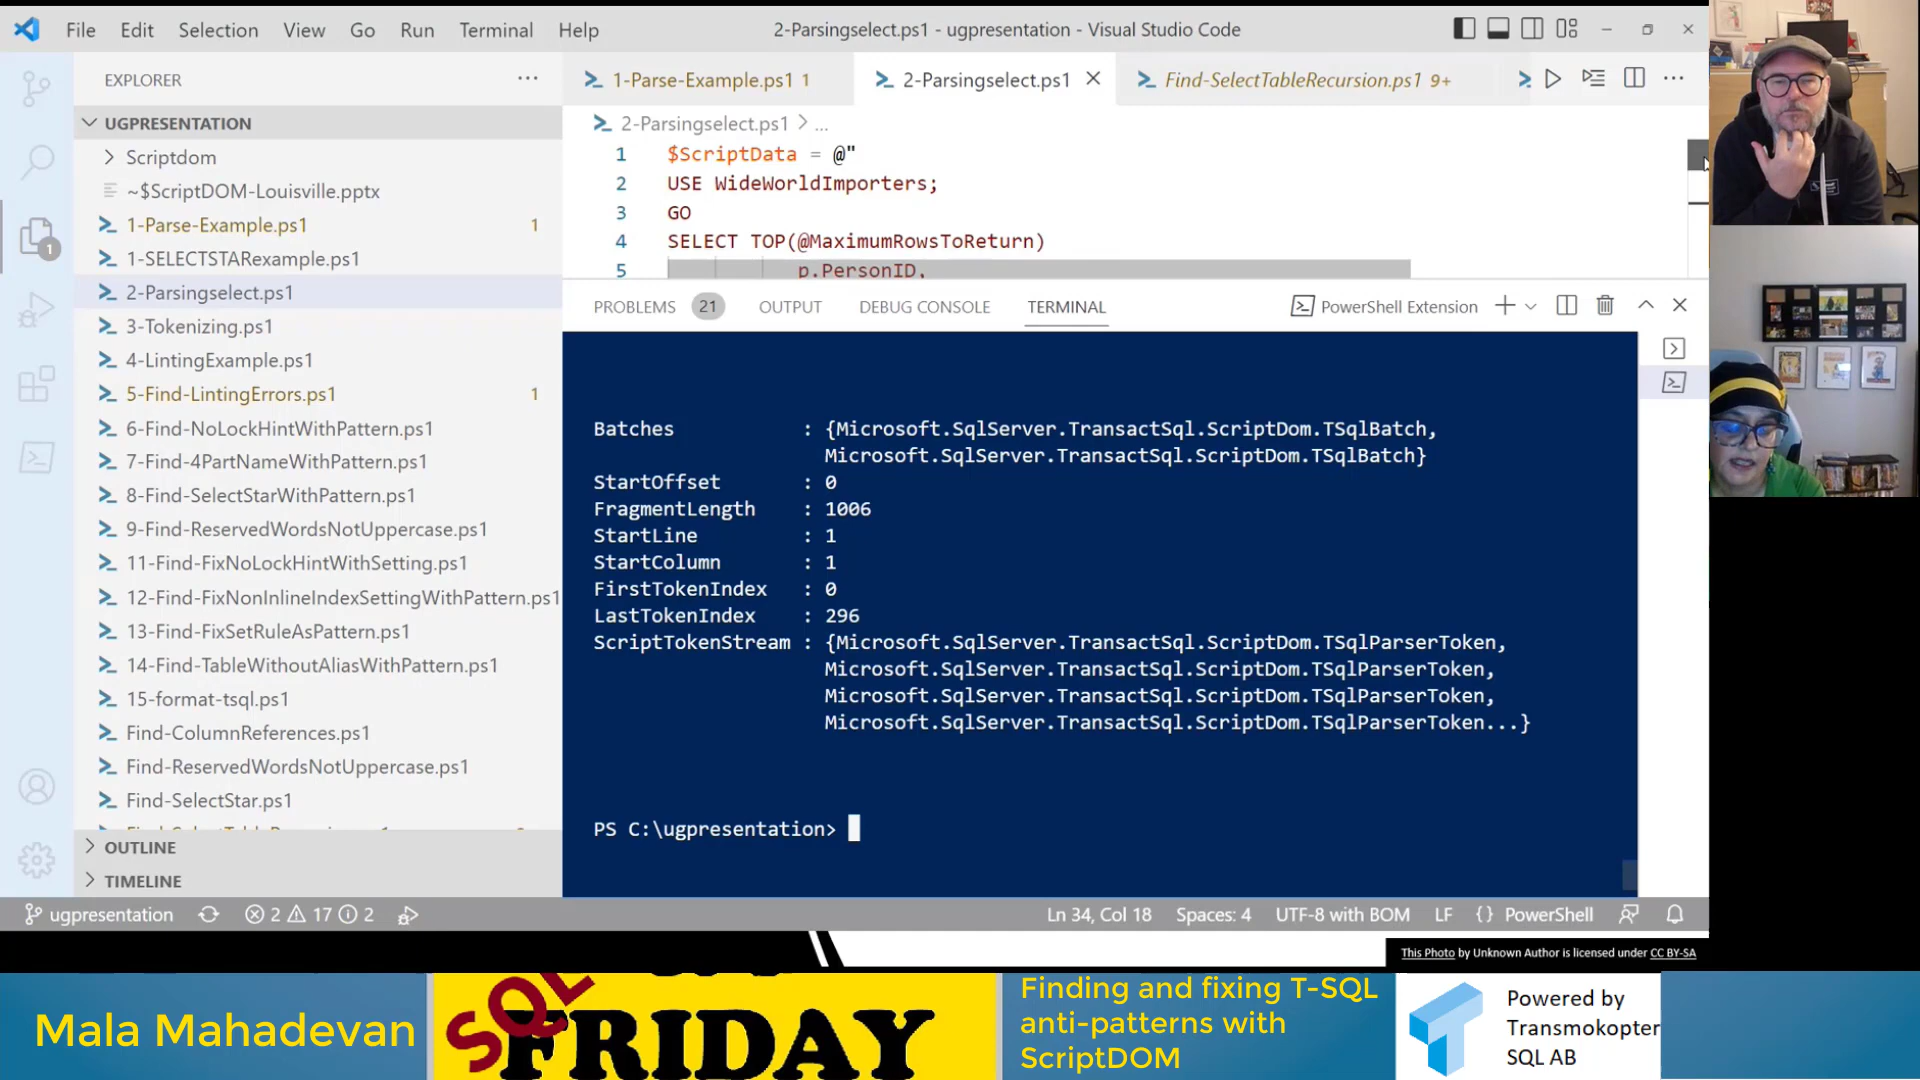 File Edit Selection View Go Run Terminal Help
2-Parsingselect.ps1 - ugpresentation - Visual Studio Code
EXPLORER
1-Parse-Example.ps1 1
2-Parsingselect.ps1
Find-SelectTableRecursion.ps1 9+
UGPRESENTATION
Scriptdom
~$ScriptDOM-Louisville.pptx
1-Parse-Example.ps1 1
1-SELECTSTARexample.ps1
2-Parsingselect.ps1
3-Tokenizing.ps1
4-LintingExample.ps1
5-Find-LintingErrors.ps1 1
6-Find-NoLockHintWithPattern.ps1
7-Find-4PartNameWithPattern.ps1
8-Find-SelectStarWithPattern.ps1
9-Find-ReservedWordsNotUppercase.ps1
11-Find-FixNoLockHintWithSetting.ps1
12-Find-FixNonInlineIndexSettingWithPattern.ps1
13-Find-FixSetRuleAsPattern.ps1
14-Find-TableWithoutAliasWithPattern.ps1
15-format-tsql.ps1
Find-ColumnReferences.ps1
Find-ReservedWordsNotUppercase.ps1
Find-SelectStar.ps1
OUTLINE
TIMELINE
1
2-Parsingselect.ps1 > ...
1 $ScriptData = @"
2 USE WideWorldImporters;
3 GO
4 SELECT TOP(@MaximumRowsToReturn)
5 p.PersonID,
PROBLEMS 21 OUTPUT DEBUG CONSOLE TERMINAL
PowerShell Extension
Batches : {Microsoft.SqlServer.TransactSql.ScriptDom.TSqlBatch,
Microsoft.SqlServer.TransactSql.ScriptDom.TSqlBatch}
StartOffset : 0
FragmentLength : 1006
StartLine : 1
StartColumn : 1
FirstTokenIndex : 0
LastTokenIndex : 296
ScriptTokenStream : {Microsoft.SqlServer.TransactSql.ScriptDom.TSqlParserToken,
Microsoft.SqlServer.TransactSql.ScriptDom.TSqlParserToken,
Microsoft.SqlServer.TransactSql.ScriptDom.TSqlParserToken,
Microsoft.SqlServer.TransactSql.ScriptDom.TSqlParserToken...}
PS C:\ugpresentation>
ugpresentation 2 17 2
Ln 34, Col 18 Spaces: 4 UTF-8 with BOM LF {} PowerShell
This Photo by Unknown Author is licensed under CC BY-SA
Mala Mahadevan
SQL
FRIDAY
Finding and fixing T-SQL
anti-patterns with
ScriptDOM
Powered by
Transmokopter
SQL AB